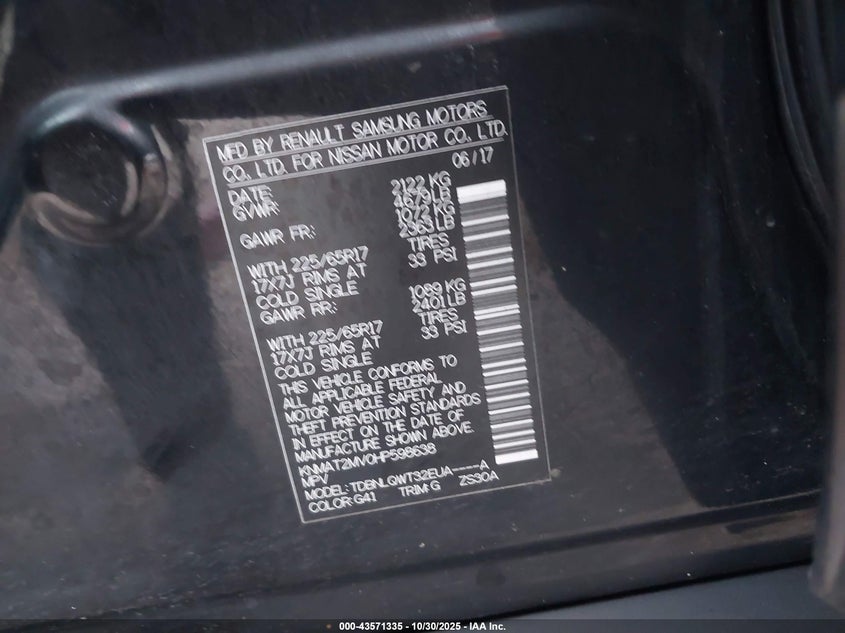 MFD BY RENAULT SAMSUNG MOTORS
CO., LTD. FOR NISSAN MOTOR CO., LTD.
DATE: 06/17
GVWR: 2122 KG
4679 LB
GAWR FR: 1072 KG
2363 LB
WITH 225/65R17 TIRES
17X7J RIMS AT 33 PSI
COLD SINGLE
GAWR RR: 1089 KG
2401 LB
WITH 225/65R17 TIRES
17X7J RIMS AT 33 PSI
COLD SINGLE
THIS VEHICLE CONFORMS TO
ALL APPLICABLE FEDERAL
MOTOR VEHICLE SAFETY AND
THEFT PREVENTION STANDARDS
IN EFFECT ON THE DATE OF
MANUFACTURE SHOWN ABOVE.
KNMAT2MV0HP598638
MPV
MODEL: TDBNLQWT32EUA----A
COLOR:G41 TRIM:G ZS30A
000-43571335 - 10/30/2025 - IAA Inc.